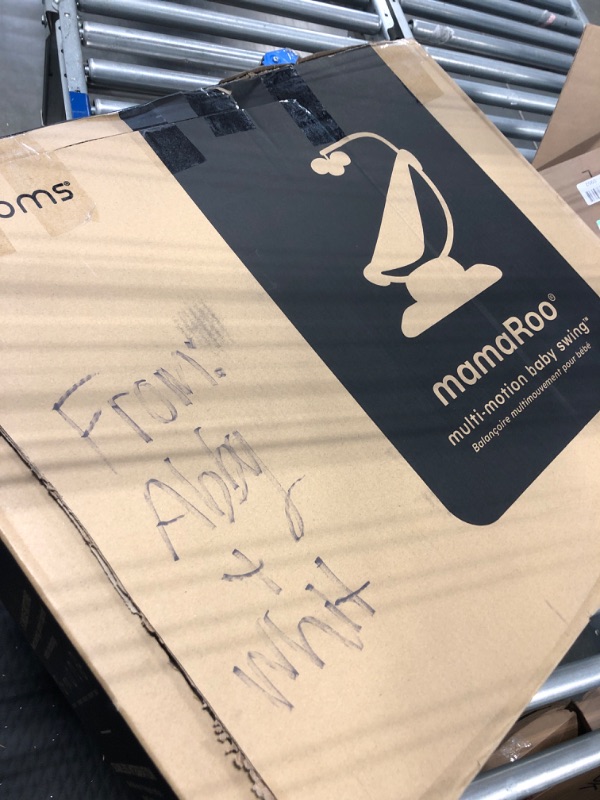 oms
mamaRoo®
multi-motion baby swing™
Balançoire multimouvement pour bébé
From:
Abby
+
Whit